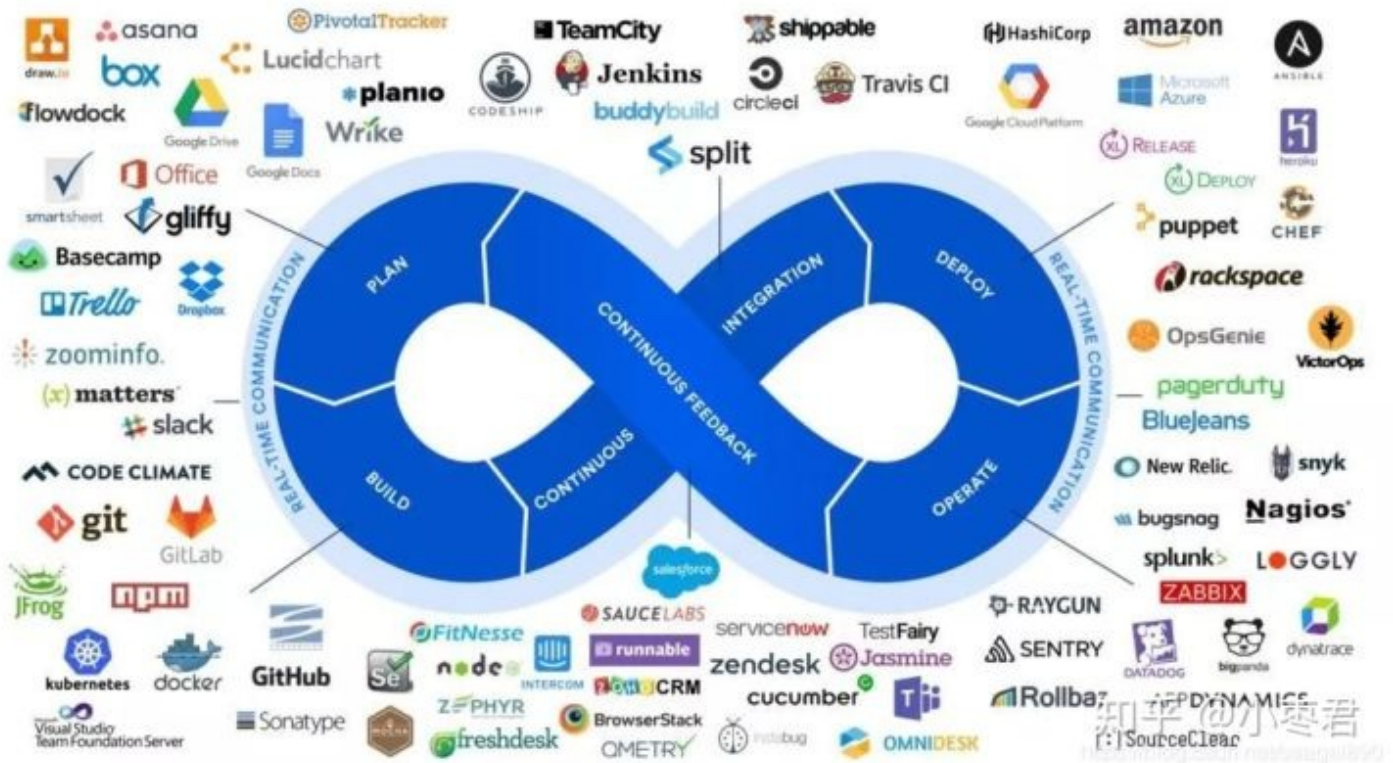 draw.io
asana
PivotalTracker
box
Lucidchart
flowdock
Google Drive
planio
Google Docs
Wrike
smartsheet
Office
gliffy
Basecamp
Trello
Dropbox
zoominfo.
(x)matters
slack
TeamCity
shippable
CODESHIP
Jenkins
buddybuild
circleci
Travis CI
split
HashiCorp
amazon
ANSIBLE
Google Cloud Platform
Microsoft
Azure
XL RELEASE
heroku
XL DEPLOY
puppet
CHEF
rackspace
OpsGenie
VictorOps
pagerduty
BlueJeans
REAL-TIME COMMUNICATION
PLAN
BUILD
CONTINUOUS
INTEGRATION
CONTINUOUS FEEDBACK
DEPLOY
OPERATE
REAL-TIME COMMUNICATION
CODE CLIMATE
git
GitLab
JFrog
npm
kubernetes
docker
GitHub
Visual Studio
Team Foundation Server
Sonatype
salesforce
SAUCELABS
FitNesse
Se
node
INTERCOM
runnable
servicenow
TestFairy
zendesk
Jasmine
ZOHO CRM
cucumber
ZEPHYR
MOCHA
freshdesk
BrowserStack
QMETRY
instabug
OMNIDESK
New Relic.
snyk
bugsnag
Nagios®
splunk>
LOGGLY
ZABBIX
RAYGUN
SENTRY
DATADOG
bigpanda
dynatrace
Rollbar
APPDYNAMICS
[:]SourceClear
知乎 @小枣君